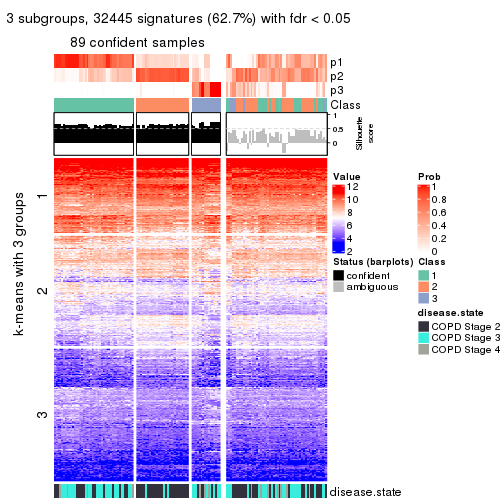 3 subgroups, 32445 signatures (62.7%) with fdr < 0.05
89 confident samples
p1
p2
p3
Class
1
0.5
0
Silhouette
score
k-means with 3 groups
1
2
3
Value
12
10
8
6
4
2
Prob
1
0.8
0.6
0.4
0.2
0
Status (barplots)
confident
ambiguous
Class
1
2
3
disease.state
COPD Stage 2
COPD Stage 3
COPD Stage 4
disease.state